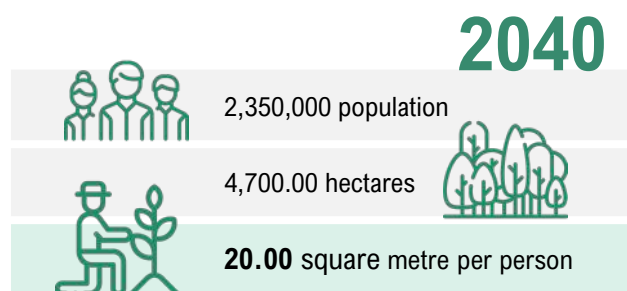 2040
2,350,000 population
4,700.00 hectares
20.00 square metre per person